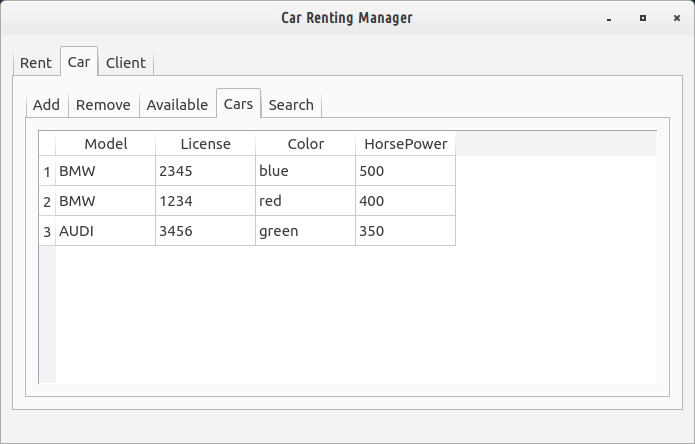 Car Renting Manager
Rent Car Client
Add Remove Available Cars Search
Model License Color HorsePower
1 BMW 2345 blue 500
2 BMW 1234 red 400
3 AUDI 3456 green 350